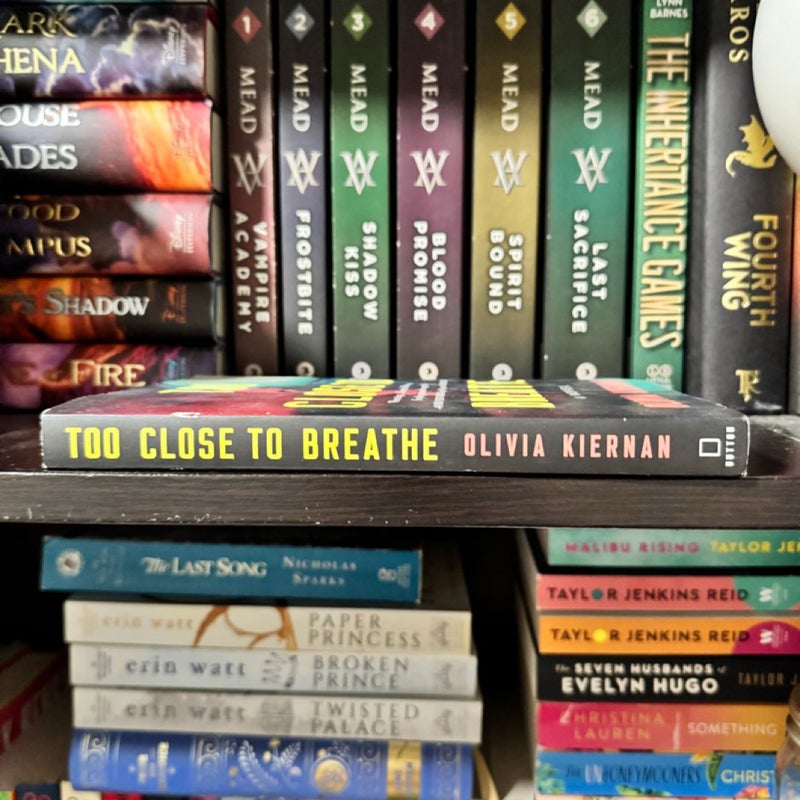 ARK
HENA
OUSE
ADES
OOD
MPUS
'S SHADOW
FIRE
1
MEAD
VAMPIRE
ACADEMY
2
MEAD
FROSTBITE
3
MEAD
SHADOW
KISS
4
MEAD
BLOOD
PROMISE
5
MEAD
SPIRIT
BOUND
6
MEAD
LAST
SACRIFICE
LYNN
BARNES
THE INHERITANCE GAMES
ROS
FOURTH
WING
TOO CLOSE TO BREATHE OLIVIA KIERNAN
DUTTON
The LAST SONG NICHOLAS
SPARKS
erin watt PAPER
PRINCESS
erin watt BROKEN
PRINCE
erin watt TWISTED
PALACE
MALIBU RISING TAYLOR JEN
TAYLOR JENKINS REID
TAYLOR JENKINS REID
THE SEVEN HUSBANDS of
EVELYN HUGO TAYLOR J
CHRISTINA
LAUREN SOMETHING
The UNHONEYMOONERS CHRIST